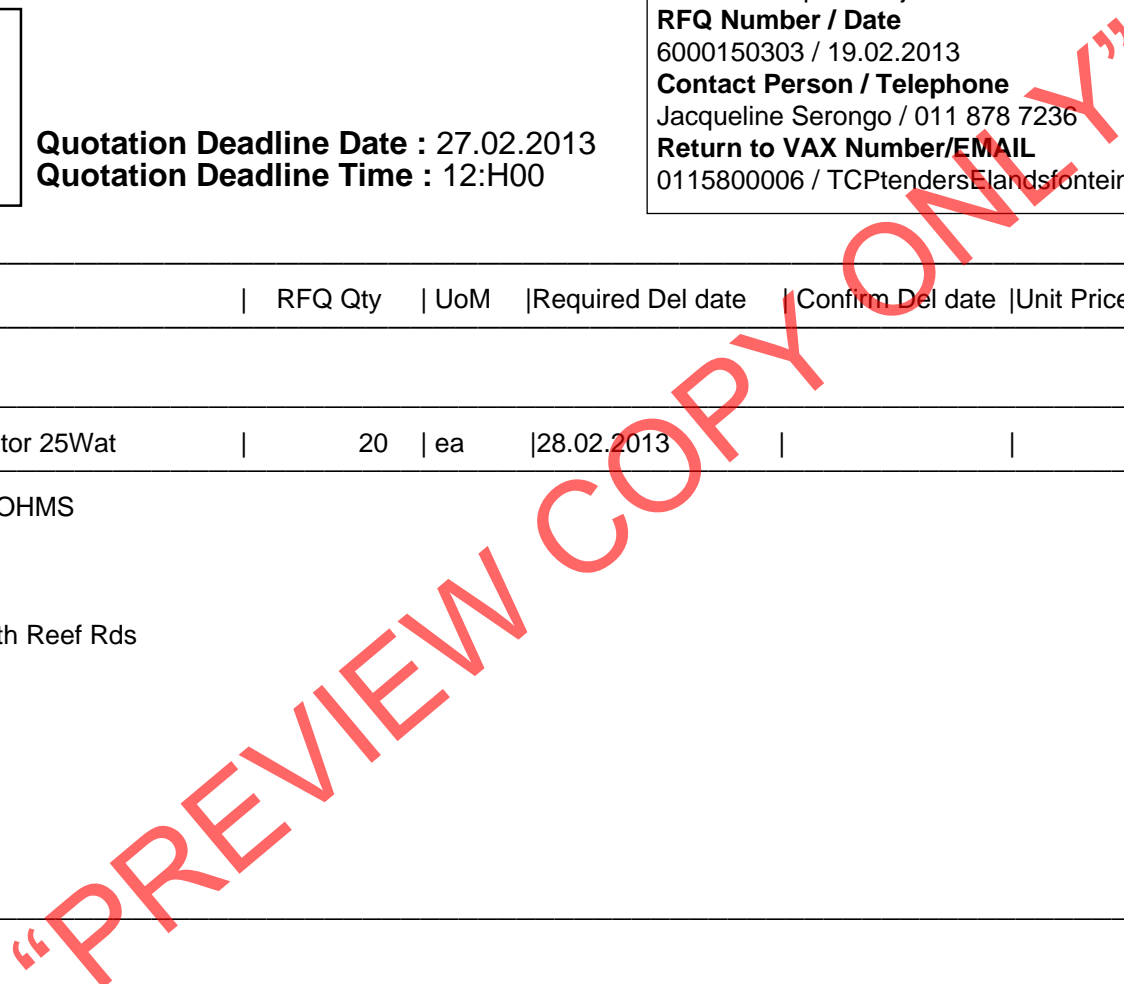 RFQ Number / Date
6000150303 / 19.02.2013
Contact Person / Telephone
Jacqueline Serongo / 011 878 7236
Quotation Deadline Date : 27.02.2013
Return to VAX Number/EMAIL
Quotation Deadline Time : 12:H00
0115800006 / TCPtendersElandsfontein
| RFQ Qty | UoM |Required Del date | Confirm Del date |Unit Price
tor 25Wat | 20 | ea |28.02.2013 | |
OHMS
th Reef Rds
“PREVIEW COPY ONLY”